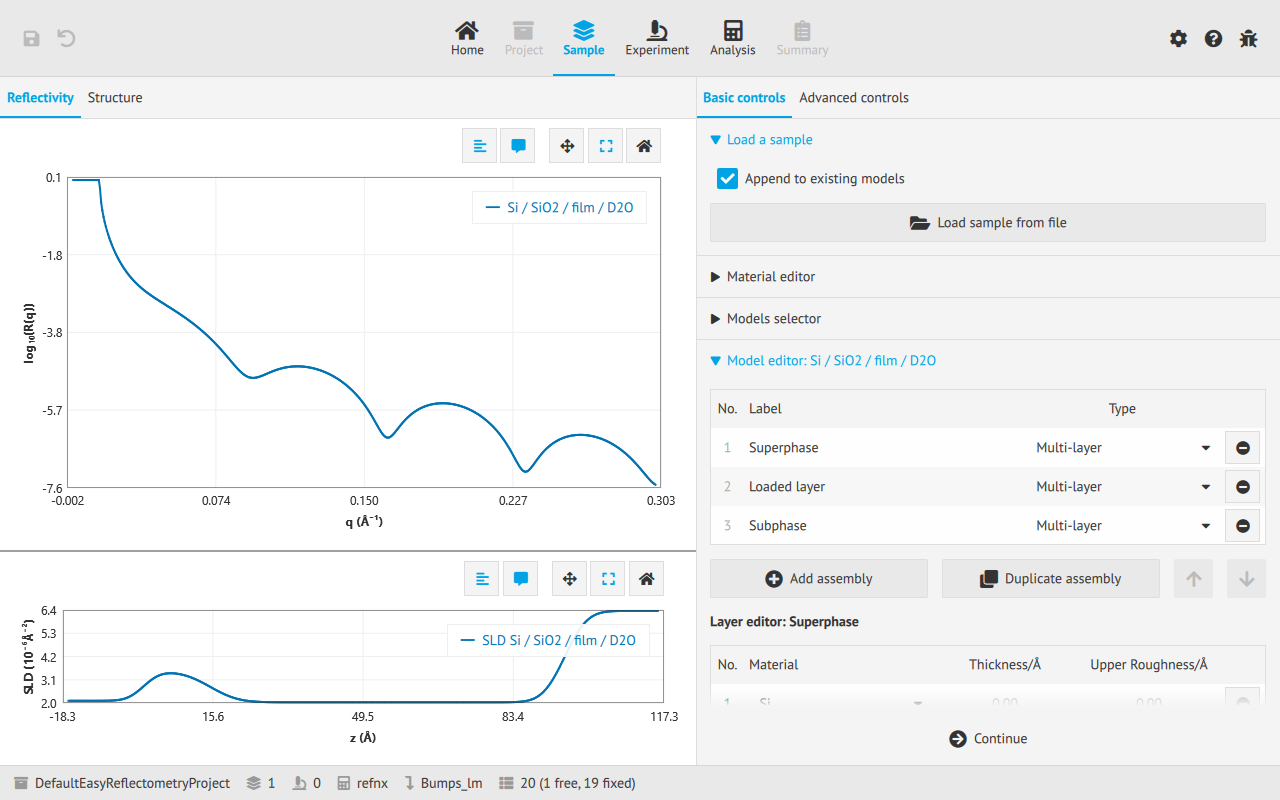 Home
Project
Sample
Experiment
Analysis
Summary
Reflectivity
Structure
Basic controls
Advanced controls
Load a sample
Append to existing models
Load sample from file
Material editor
Models selector
Model editor: Si / SiO2 / film / D2O
No. Label Type
1 Superphase Multi-layer
2 Loaded layer Multi-layer
3 Subphase Multi-layer
Add assembly
Duplicate assembly
Layer editor: Superphase
No. Material Thickness/Å Upper Roughness/Å
1 Si 0.00 0.00
Continue
Si / SiO2 / film / D2O
0.1
-1.8
-3.8
-5.7
-7.6
log₁₀(R(q))
-0.002 0.074 0.150 0.227 0.303
q (Å⁻¹)
SLD Si / SiO2 / film / D2O
6.4
5.3
4.2
3.1
2.0
SLD (10⁻⁶Å⁻²)
-18.3 15.6 49.5 83.4 117.3
z (Å)
DefaultEasyReflectometryProject 1 0 refnx Bumps_lm 20 (1 free, 19 fixed)